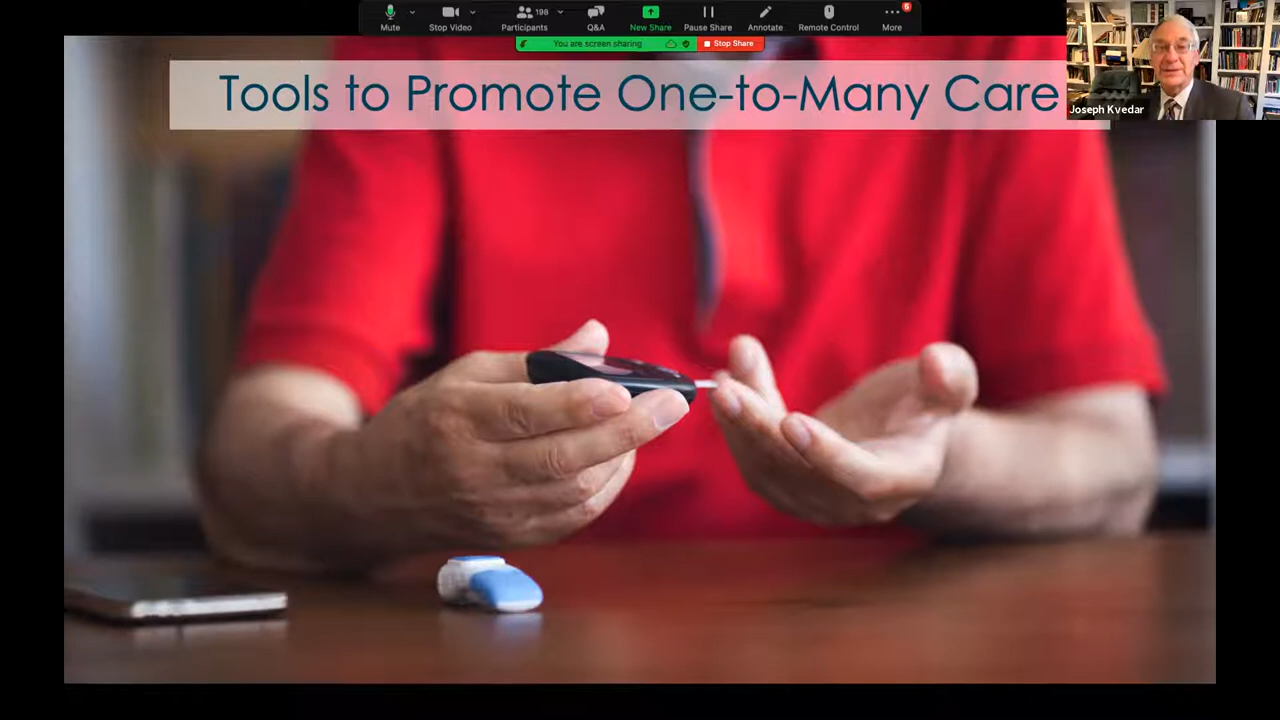 Mute
Stop Video
Participants
198
Q&A
New Share
Pause Share
Annotate
Remote Control
More
6
You are screen sharing
Stop Share
Tools to Promote One-to-Many Care
Joseph Kvedar